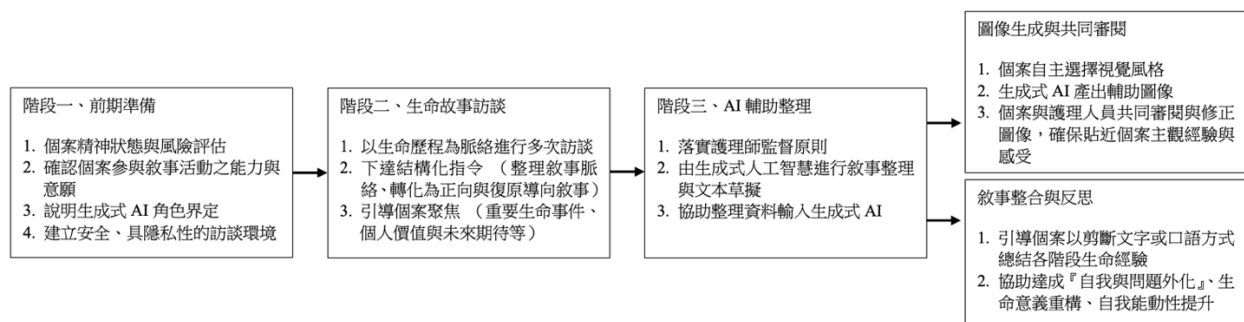 階段一、前期準備
1. 個案精神狀態與風險評估
2. 確認個案參與敘事活動之能力與
意願
3. 說明生成式 AI 角色界定
4. 建立安全、具隱私性的訪談環境
階段二、生命故事訪談
1. 以生命歷程為脈絡進行多次訪談
2. 下達結構化指令 (整理敘事脈
絡、轉化為正向與復原導向敘事)
3. 引導個案聚焦 (重要生命事件、
個人價值與未來期待等)
階段三、AI 輔助整理
1. 落實護理師監督原則
2. 由生成式人工智慧進行敘事整理
與文本草擬
3. 協助整理資料輸入生成式 AI
圖像生成與共同審閱
1. 個案自主選擇視覺風格
2. 生成式 AI 產出輔助圖像
3. 個案與護理人員共同審閱與修正
圖像,確保貼近個案主觀經驗與
感受
敘事整合與反思
1. 引導個案以剪斷文字或口語方式
總結各階段生命經驗
2. 協助達成『自我與問題外化』、生
命意義重構、自我能動性提升